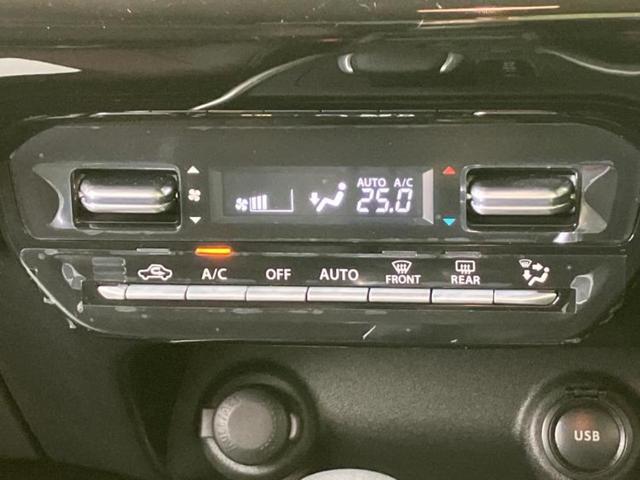 AUTO A/C
25.0
A/C OFF AUTO FRONT REAR
USB